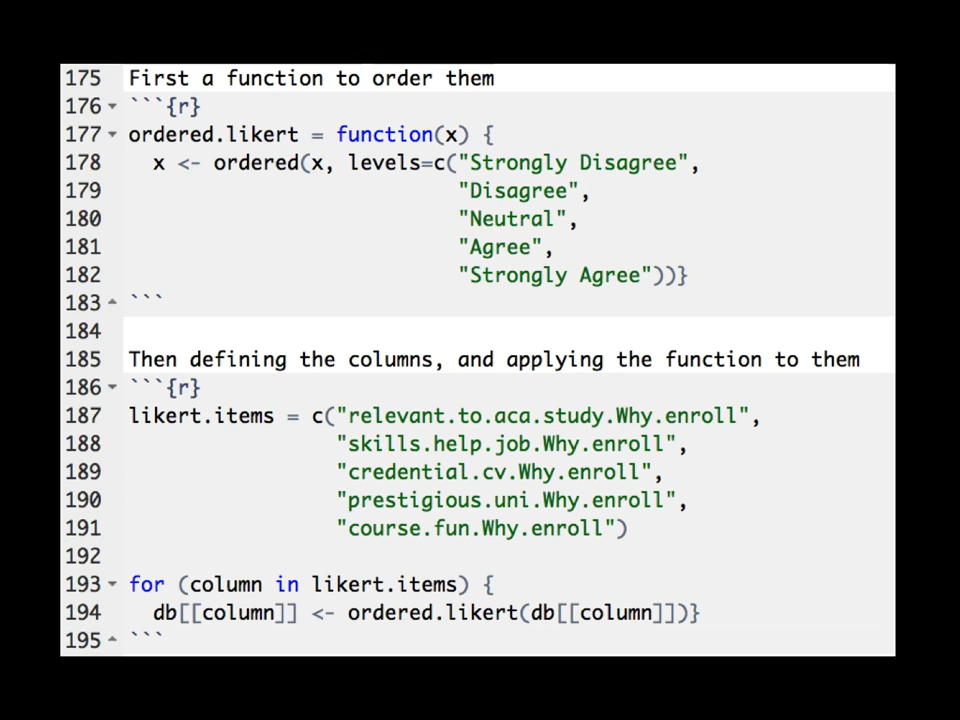 175 First a function to order them
176 ```{r}
177 ordered.likert = function(x) {
178   x <- ordered(x, levels=c("Strongly Disagree",
179                            "Disagree",
180                            "Neutral",
181                            "Agree",
182                            "Strongly Agree"))}
183 ```
184
185 Then defining the columns, and applying the function to them
186 ```{r}
187 likert.items = c("relevant.to.aca.study.Why.enroll",
188                  "skills.help.job.Why.enroll",
189                  "credential.cv.Why.enroll",
190                  "prestigious.uni.Why.enroll",
191                  "course.fun.Why.enroll")
192
193 for (column in likert.items) {
194   db[[column]] <- ordered.likert(db[[column]])}
195 ```